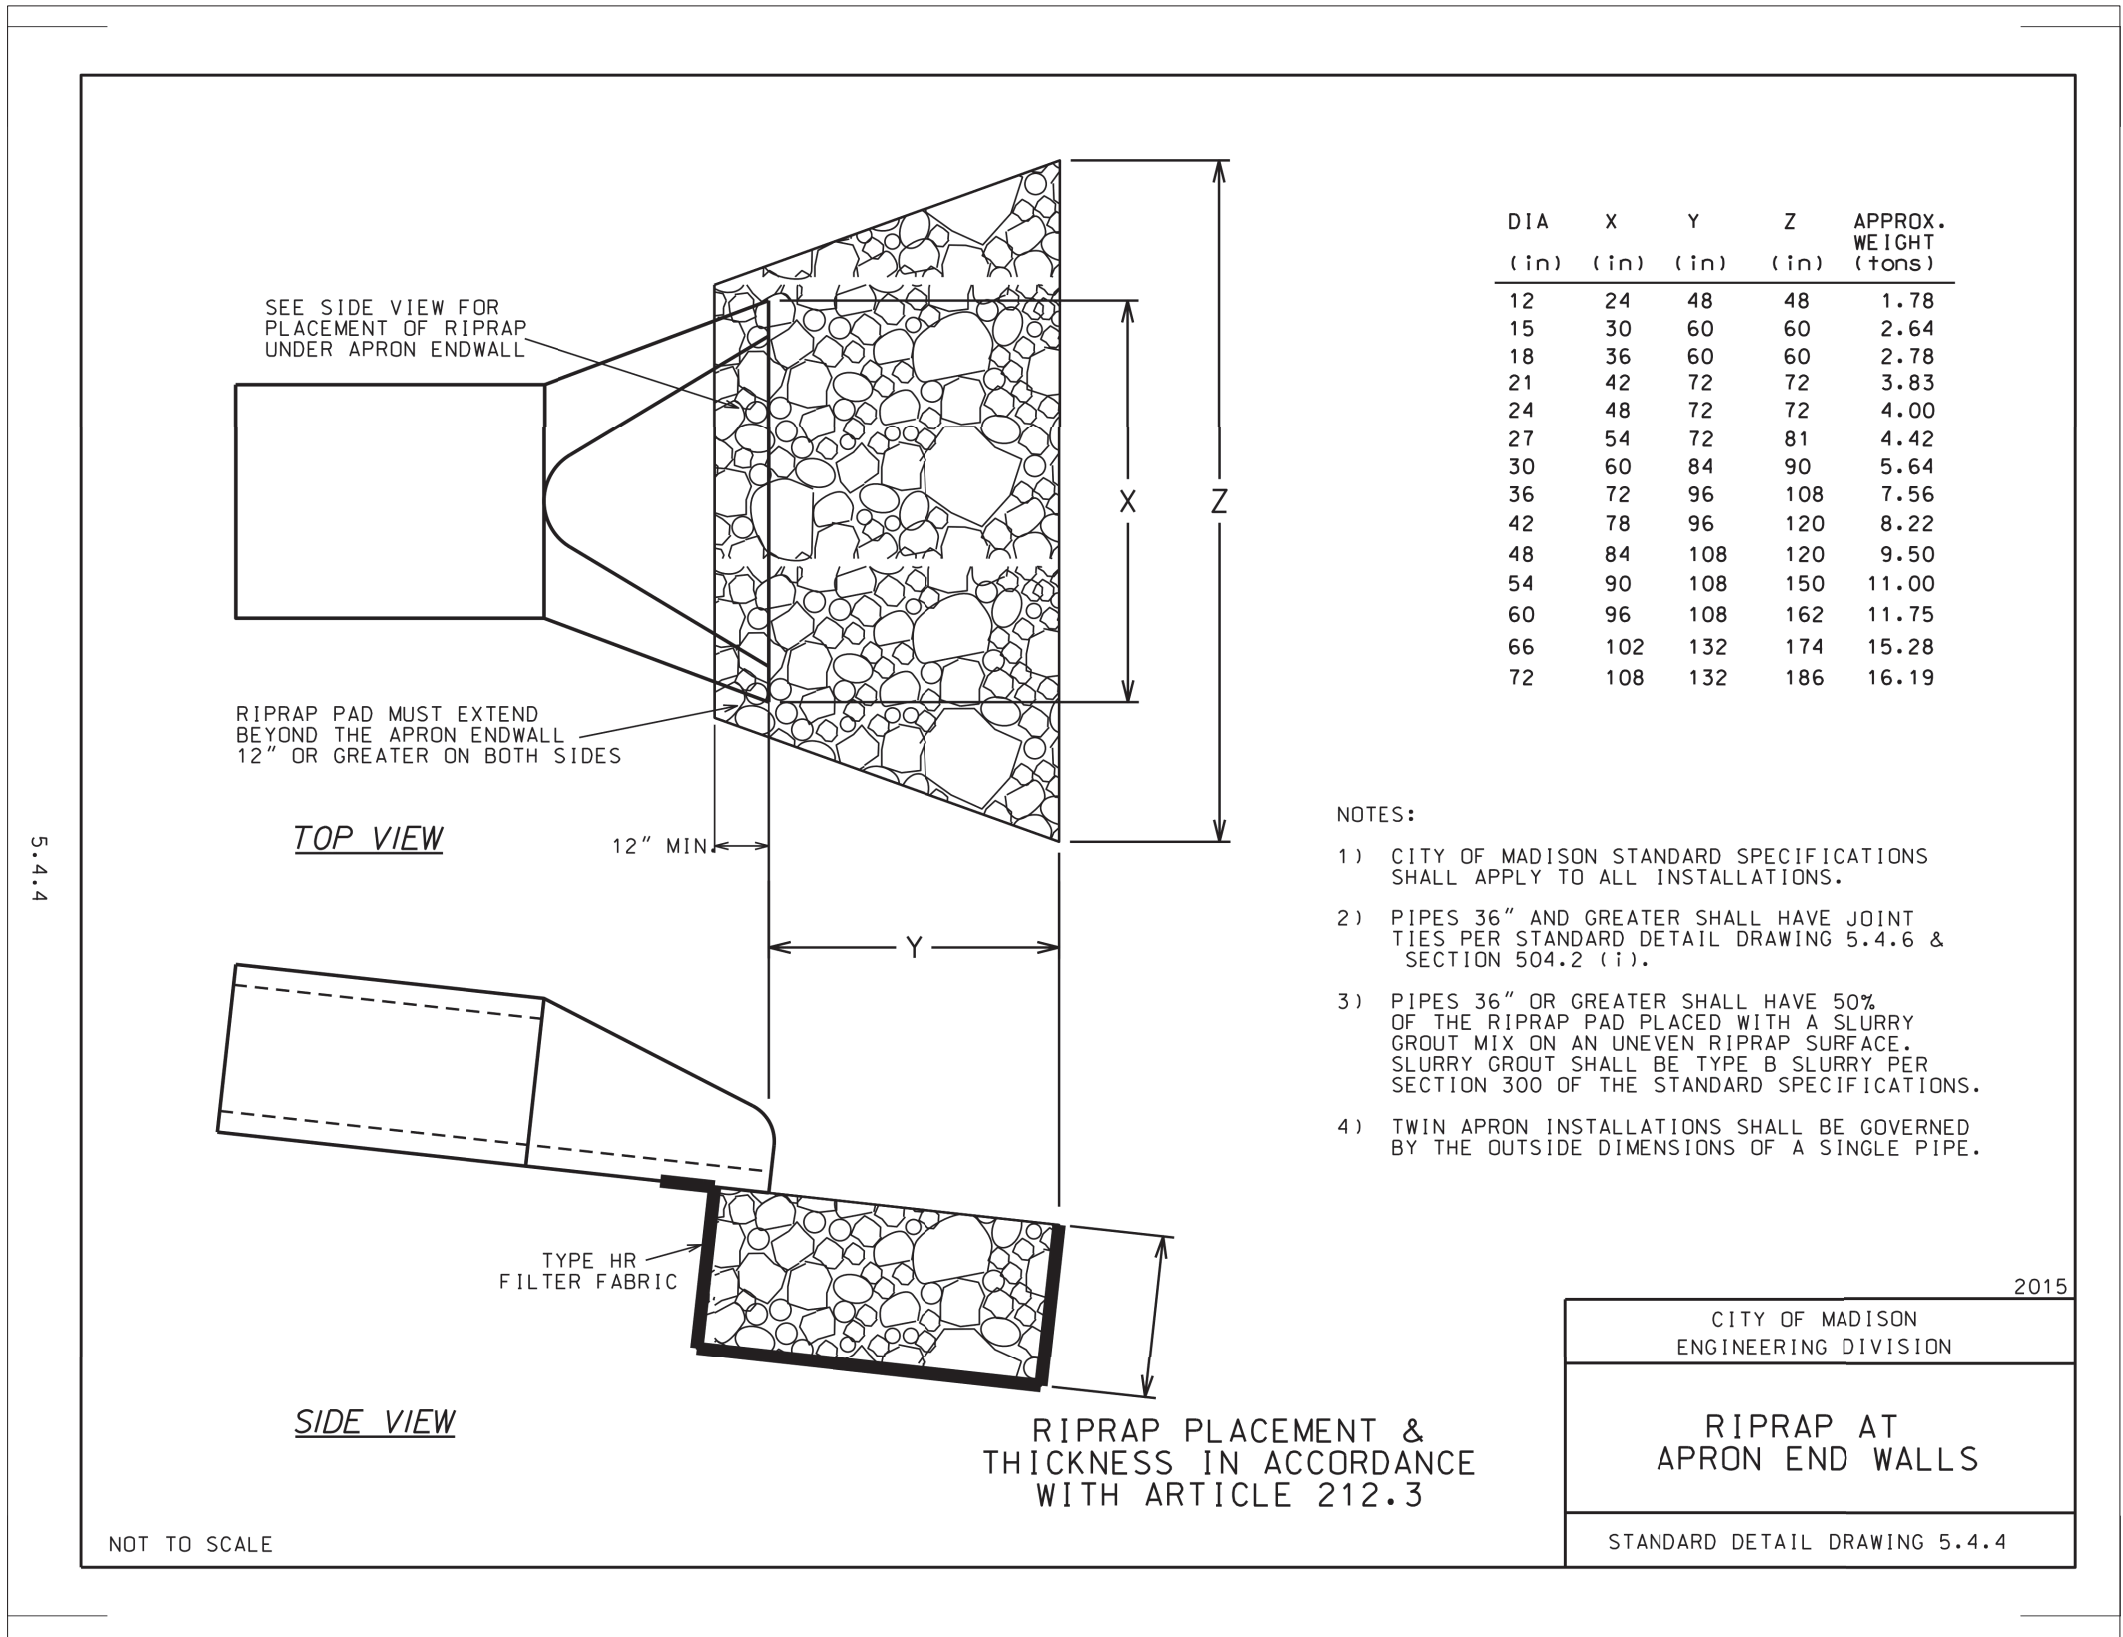 SEE SIDE VIEW FOR
PLACEMENT OF RIPRAP
UNDER APRON ENDWALL
X
Z
RIPRAP PAD MUST EXTEND
BEYOND THE APRON ENDWALL
12" OR GREATER ON BOTH SIDES
TOP VIEW
12" MIN.
Y
TYPE HR
FILTER FABRIC
SIDE VIEW
RIPRAP PLACEMENT &
THICKNESS IN ACCORDANCE
WITH ARTICLE 212.3
NOT TO SCALE
5.4.4
DIA X Y Z APPROX.
WEIGHT
(in) (in) (in) (in) (tons)
12 24 48 48 1.78
15 30 60 60 2.64
18 36 60 60 2.78
21 42 72 72 3.83
24 48 72 72 4.00
27 54 72 81 4.42
30 60 84 90 5.64
36 72 96 108 7.56
42 78 96 120 8.22
48 84 108 120 9.50
54 90 108 150 11.00
60 96 108 162 11.75
66 102 132 174 15.28
72 108 132 186 16.19
NOTES:
1) CITY OF MADISON STANDARD SPECIFICATIONS
SHALL APPLY TO ALL INSTALLATIONS.
2) PIPES 36" AND GREATER SHALL HAVE JOINT
TIES PER STANDARD DETAIL DRAWING 5.4.6 &
SECTION 504.2 (i).
3) PIPES 36" OR GREATER SHALL HAVE 50%
OF THE RIPRAP PAD PLACED WITH A SLURRY
GROUT MIX ON AN UNEVEN RIPRAP SURFACE.
SLURRY GROUT SHALL BE TYPE B SLURRY PER
SECTION 300 OF THE STANDARD SPECIFICATIONS.
4) TWIN APRON INSTALLATIONS SHALL BE GOVERNED
BY THE OUTSIDE DIMENSIONS OF A SINGLE PIPE.
2015
CITY OF MADISON
ENGINEERING DIVISION
RIPRAP AT
APRON END WALLS
STANDARD DETAIL DRAWING 5.4.4